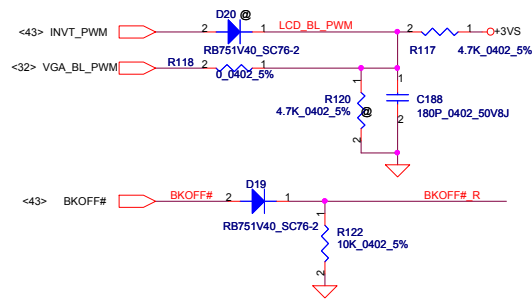 D20 @
<43> INVT_PWM 2 1 LCD_BL_PWM 2 1 +3VS
RB751V40_SC76-2 R117 4.7K_0402_5%
<32> VGA_BL_PWM R118 2 1
0_0402_5%
1 1
R120 @ C188
4.7K_0402_5% 180P_0402_50V8J
2 2
D19
<43> BKOFF# BKOFF# 2 1 BKOFF#_R
RB751V40_SC76-2
1
R122
10K_0402_5%
2